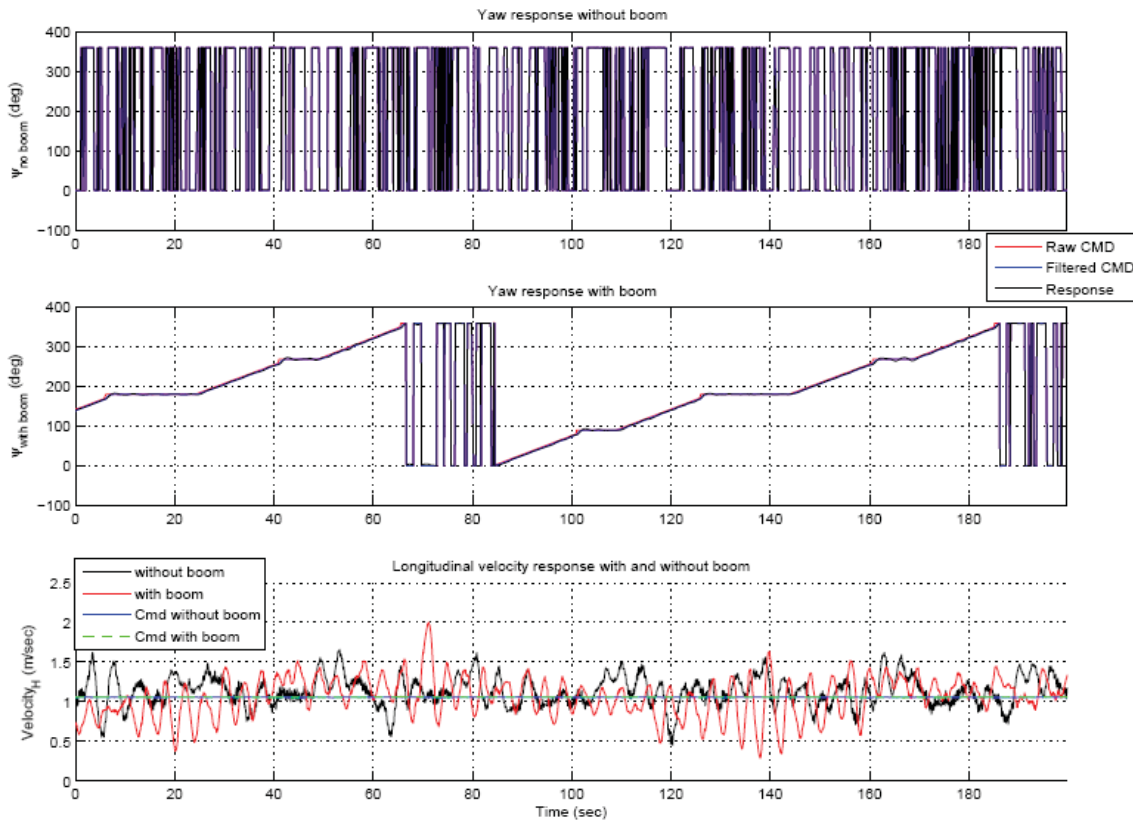 Yaw response without boom
400
300
200
100
0
−100
Ψno boom (deg)
0 20 40 60 80 100 120 140 160 180
Raw CMD
Filtered CMD
Response
Yaw response with boom
400
300
200
100
0
−100
Ψwith boom (deg)
0 20 40 60 80 100 120 140 160 180
Longitudinal velocity response with and without boom
without boom
with boom
Cmd without boom
Cmd with boom
2.5
2
1.5
1
0.5
0
VelocityH (m/sec)
0 20 40 60 80 100 120 140 160 180
Time (sec)